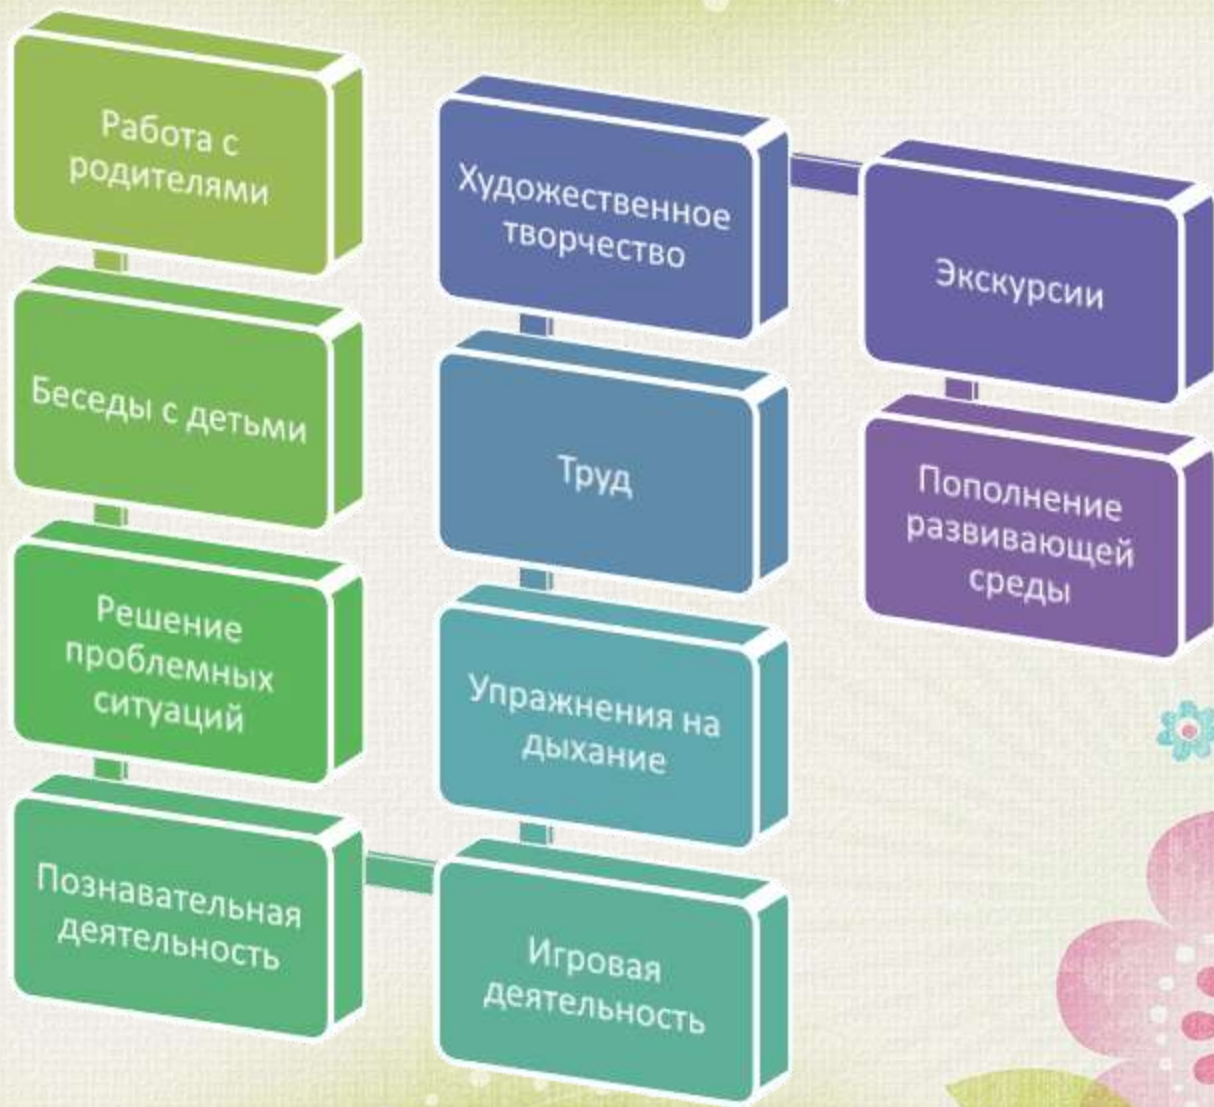 Работа с
родителями
Беседы с детьми
Решение
проблемных
ситуаций
Познавательная
деятельность
Игровая
деятельность
Упражнения на
дыхание
Труд
Художественное
творчество
Экскурсии
Пополнение
развивающей
среды